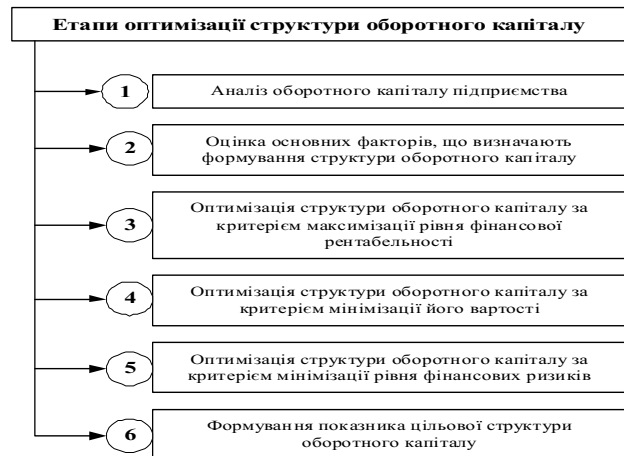 Етапи оптимізації структури оборотного капіталу
1
Аналіз оборотного капіталу підприємства
2
Оцінка основних факторів, що визначають
формування структури оборотного капіталу
3
Оптимізація структури оборотного капіталу за
критерієм максимізації рівня фінансової
рентабельності
4
Оптимізація структури оборотного капіталу за
критерієм мінімізації його вартості
5
Оптимізація структури оборотного капіталу за
критерієм мінімізації рівня фінансових ризиків
6
Формування показника цільової структури
оборотного капіталу